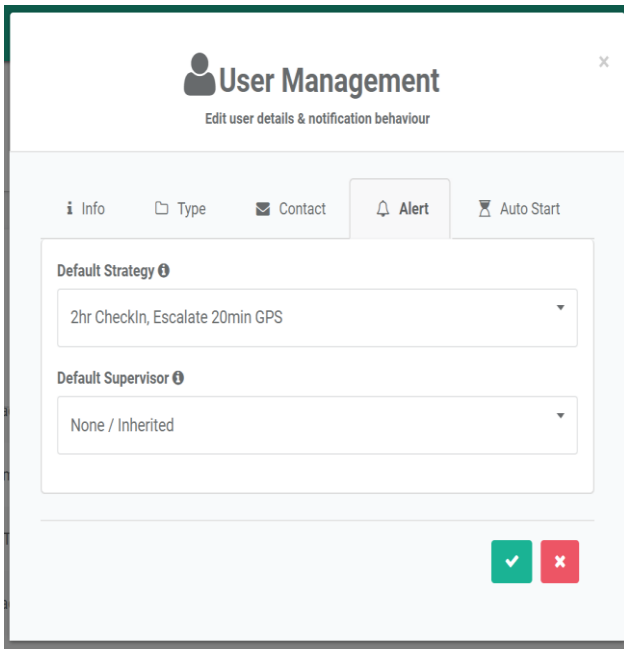 ×
User Management
Edit user details & notification behaviour
Info Type Contact Alert Auto Start
Default Strategy
2hr CheckIn, Escalate 20min GPS
Default Supervisor
None / Inherited